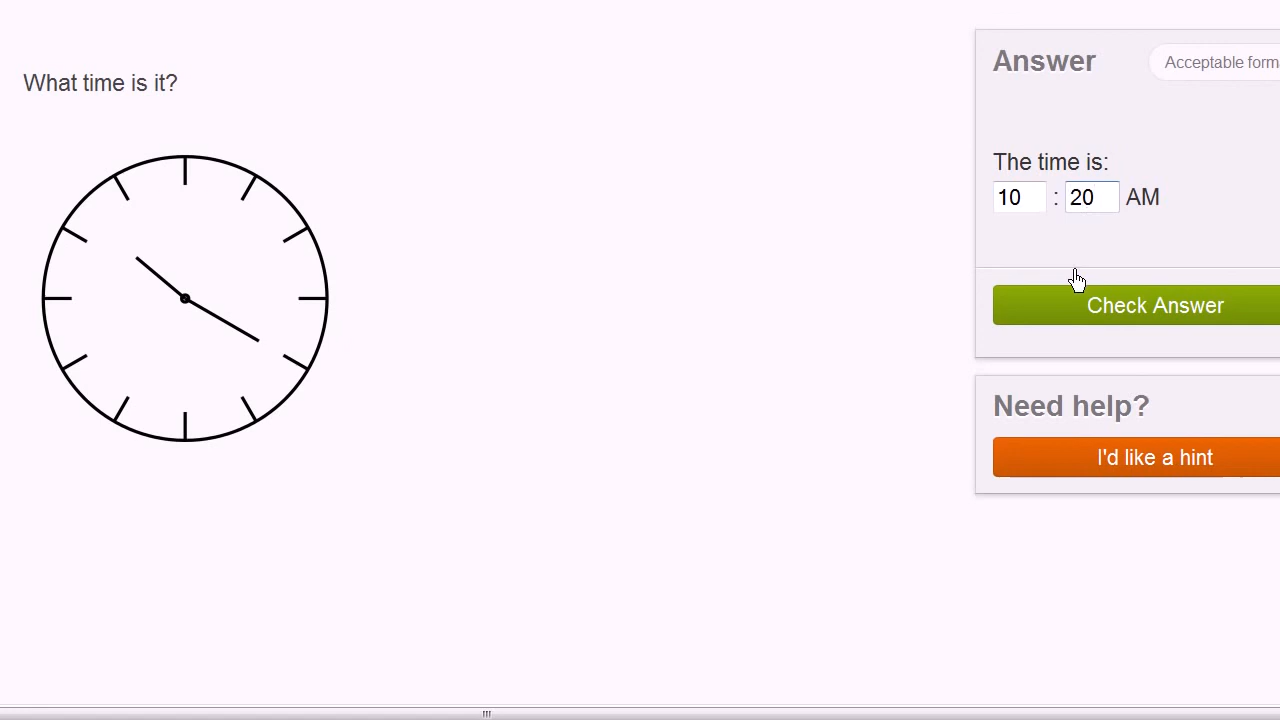 What time is it?
Answer
Acceptable form
The time is:
10 : 20 AM
Check Answer
Need help?
I'd like a hint